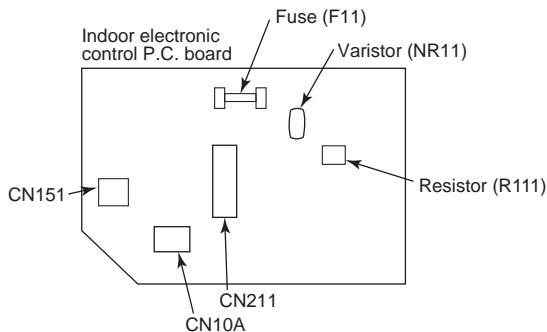 Fuse (F11)
Indoor electronic
control P.C. board
Varistor (NR11)
Resistor (R111)
CN151
CN211
CN10A